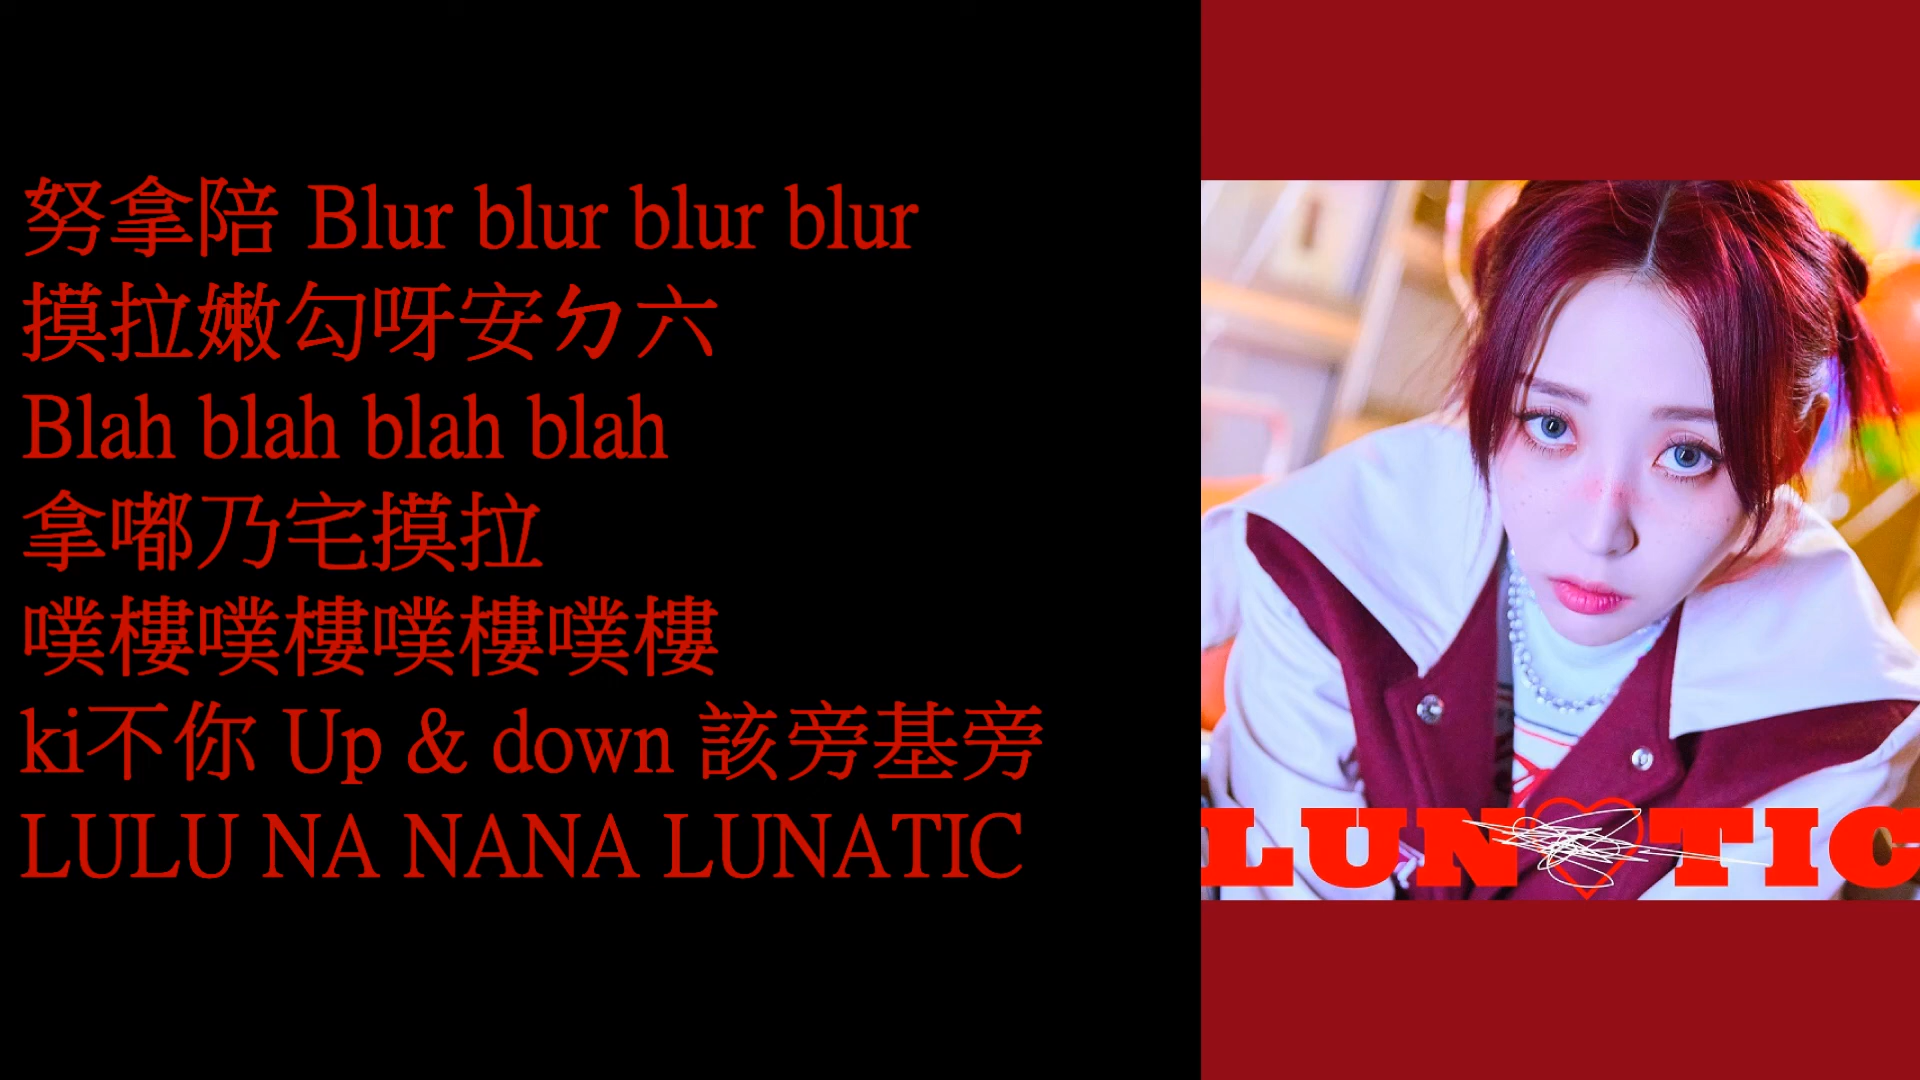 努拿陪 Blur blur blur blur
摸拉嫩勾呀安ㄉ六
Blah blah blah blah
拿嘟乃宅摸拉
噗樓噗樓噗樓噗樓
ki不你 Up & down 該旁基旁
LULU NA NANA LUNATIC
LUNATIC